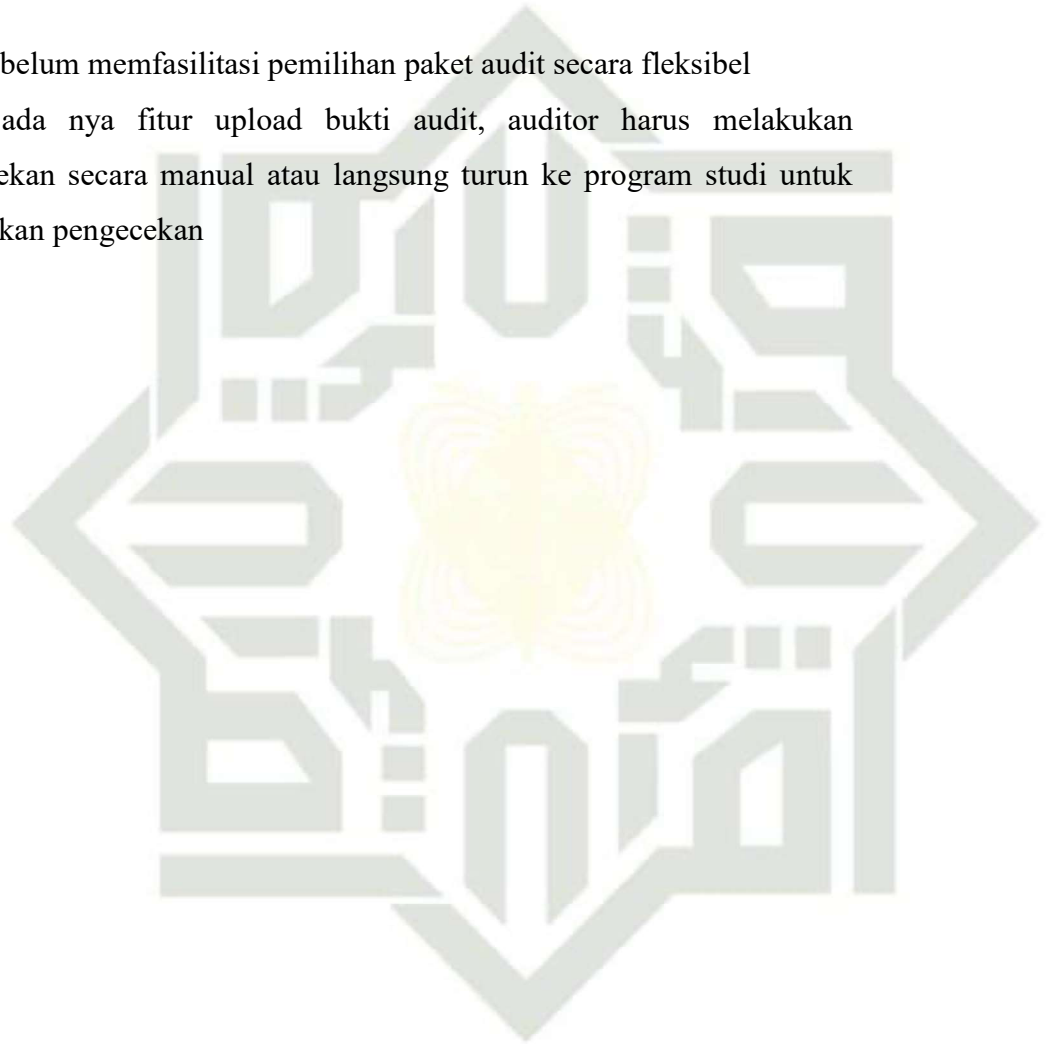 belum memfasilitasi pemilihan paket audit secara fleksibel
ada nya fitur upload bukti audit, auditor harus melakukan
ekan secara manual atau langsung turun ke program studi untuk
kan pengecekan